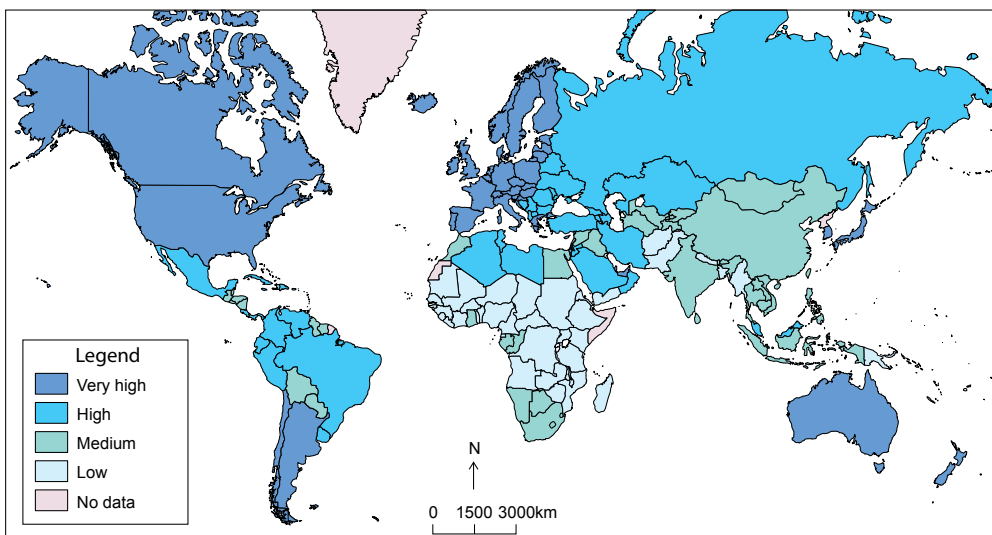 Legend
Very high
High
Medium
Low
No data
N
0 1500 3000km